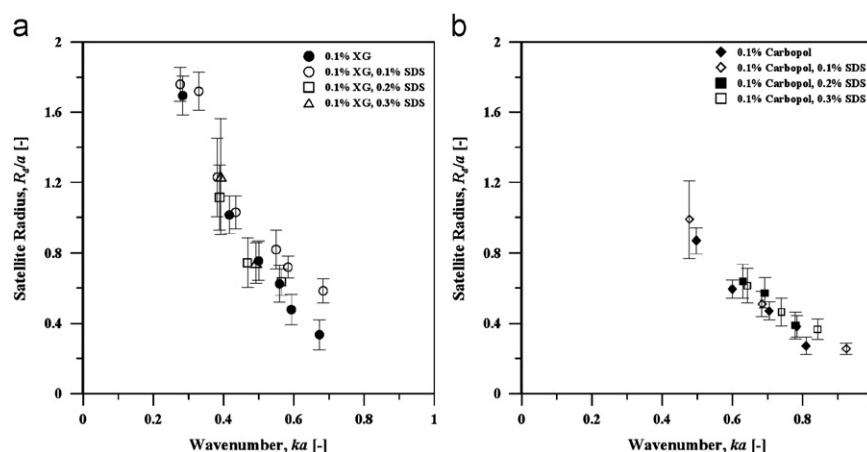 a
2
1.6
1.2
0.8
0.4
0
Satellite Radius, Rs/a [-]
0.1% XG
0.1% XG, 0.1% SDS
0.1% XG, 0.2% SDS
0.1% XG, 0.3% SDS
0 0.2 0.4 0.6 0.8 1
Wavenumber, ka [-]
b
2
1.6
1.2
0.8
0.4
0
Satellite Radius, Rs/a [-]
0.1% Carbopol
0.1% Carbopol, 0.1% SDS
0.1% Carbopol, 0.2% SDS
0.1% Carbopol, 0.3% SDS
0 0.2 0.4 0.6 0.8
Wavenumber, ka [-]